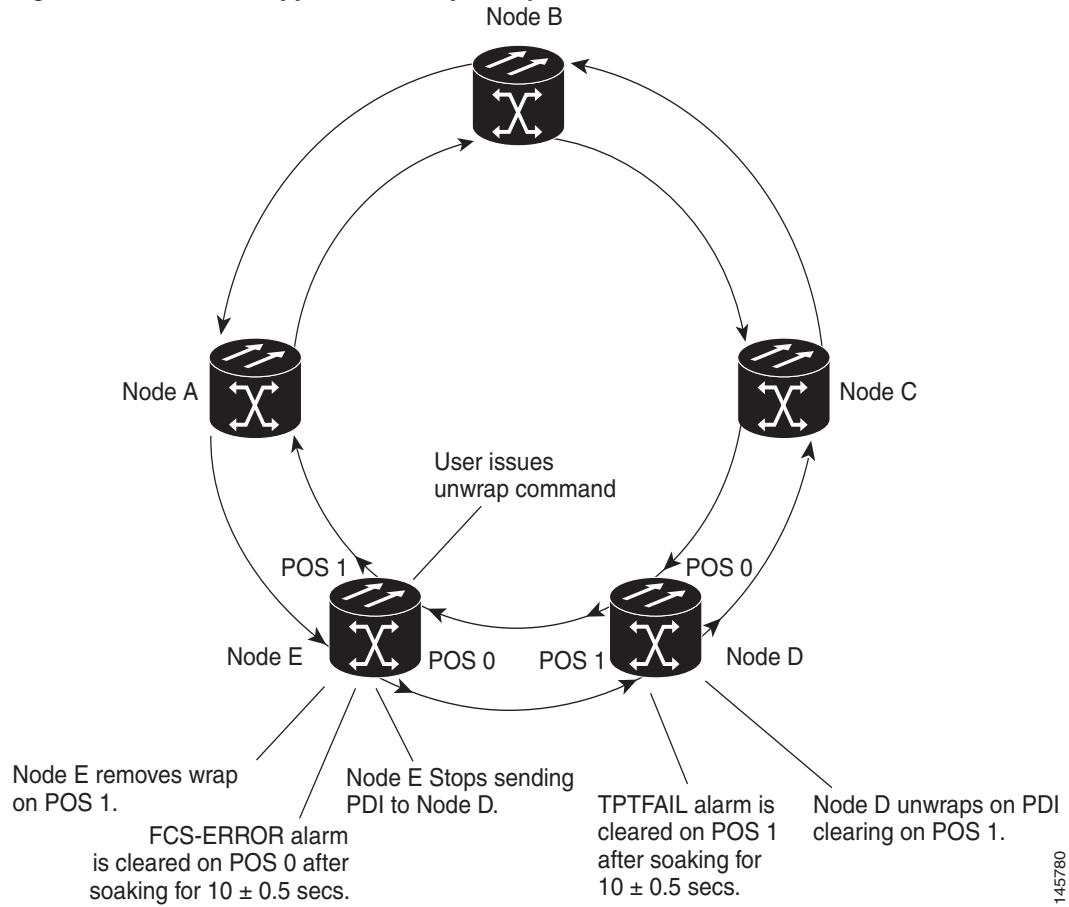 Node B
Node A
Node C
User issues
unwrap command
POS 1
POS 0
Node E
POS 0
POS 1
Node D
Node E removes wrap
on POS 1.
FCS-ERROR alarm
is cleared on POS 0 after
soaking for 10 ± 0.5 secs.
Node E Stops sending
PDI to Node D.
TPTFAIL alarm is
cleared on POS 1
after soaking for
10 ± 0.5 secs.
Node D unwraps on PDI
clearing on POS 1.
145780